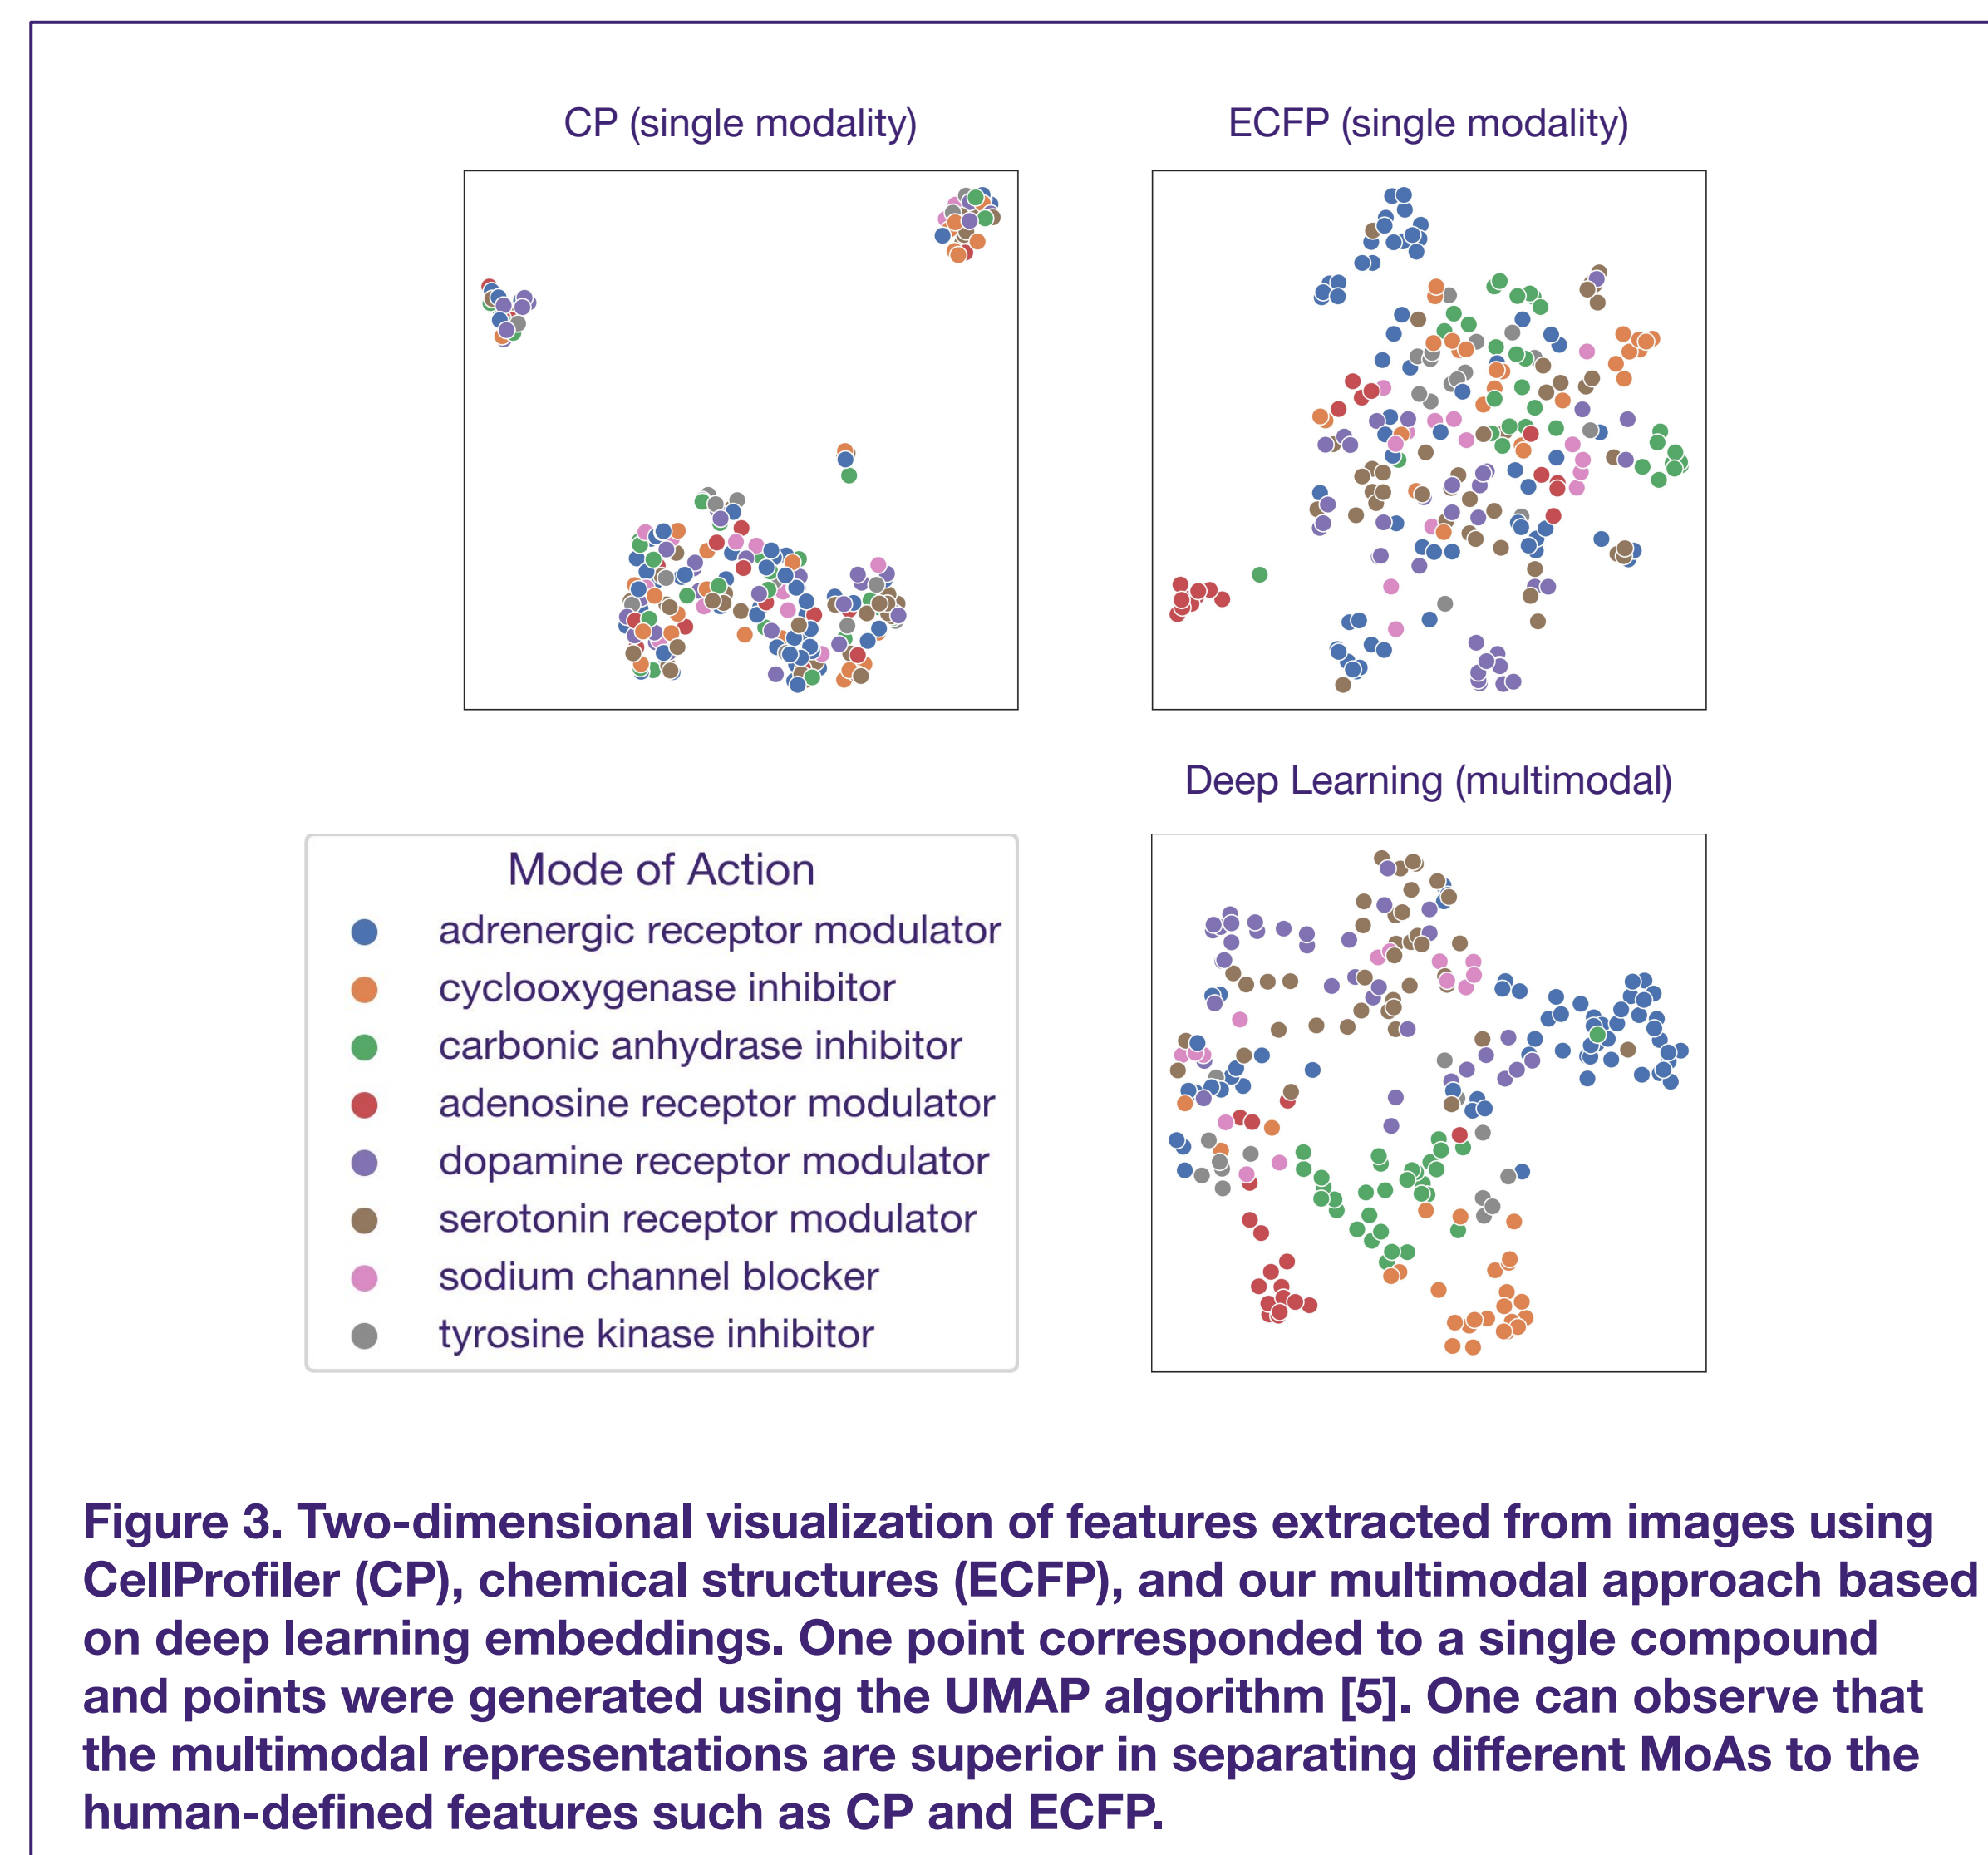 CP (single modality)
ECFP (single modality)
Deep Learning (multimodal)
Mode of Action
adrenergic receptor modulator
cyclooxygenase inhibitor
carbonic anhydrase inhibitor
adenosine receptor modulator
dopamine receptor modulator
serotonin receptor modulator
sodium channel blocker
tyrosine kinase inhibitor
Figure 3. Two-dimensional visualization of features extracted from images using
CellProfiler (CP), chemical structures (ECFP), and our multimodal approach based
on deep learning embeddings. One point corresponded to a single compound
and points were generated using the UMAP algorithm [5]. One can observe that
the multimodal representations are superior in separating different MoAs to the
human-defined features such as CP and ECFP.